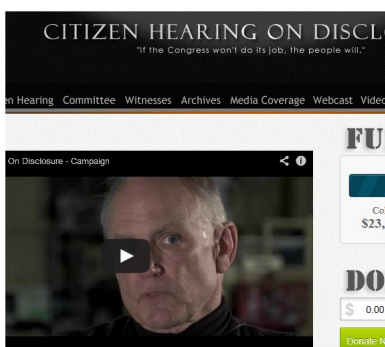 CITIZEN HEARING ON DISCL
"If the Congress won't do its job, the people will."
en Hearing Committee Witnesses Archives Media Coverage Webcast Video
FU
On Disclosure - Campaign
Co
$23,
DO
$ 0.00
Donate N